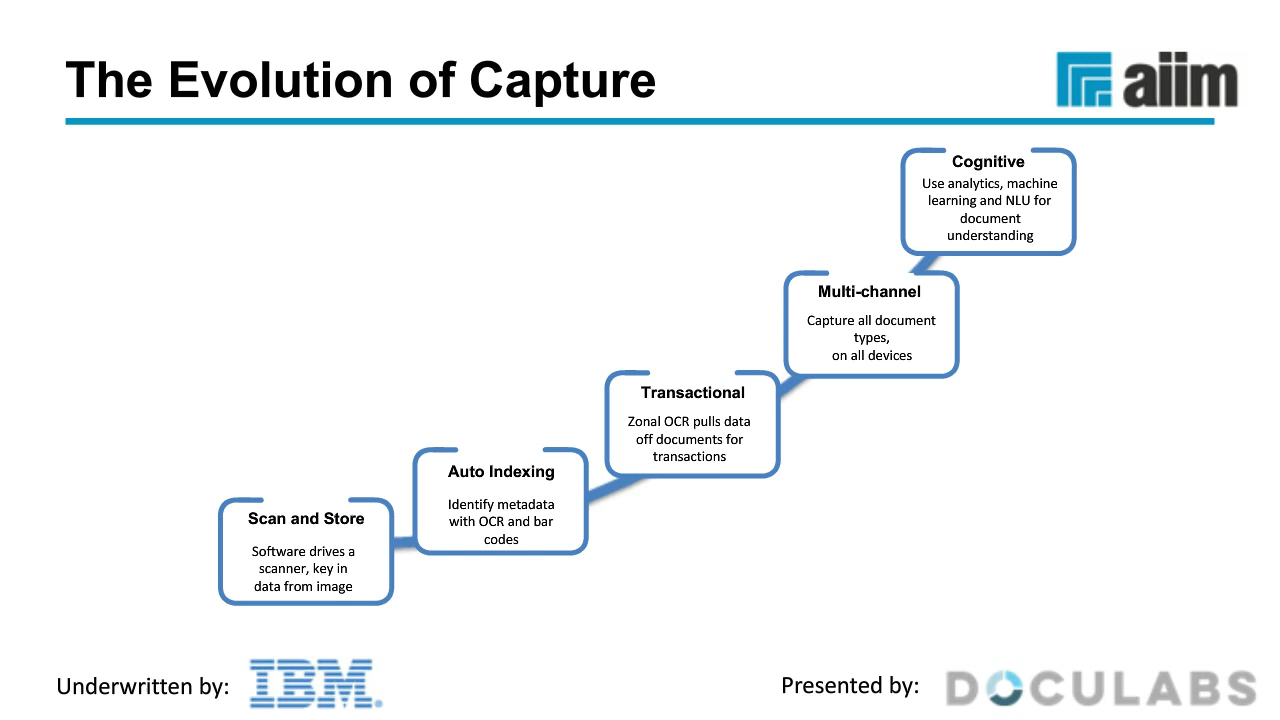 The Evolution of Capture
aiim
Cognitive
Use analytics, machine
learning and NLU for
document
understanding
Multi-channel
Capture all document
types,
on all devices
Transactional
Zonal OCR pulls data
off documents for
transactions
Auto Indexing
Identify metadata
with OCR and bar
codes
Scan and Store
Software drives a
scanner, key in
data from image
Underwritten by: IBM®
Presented by: DOCULABS